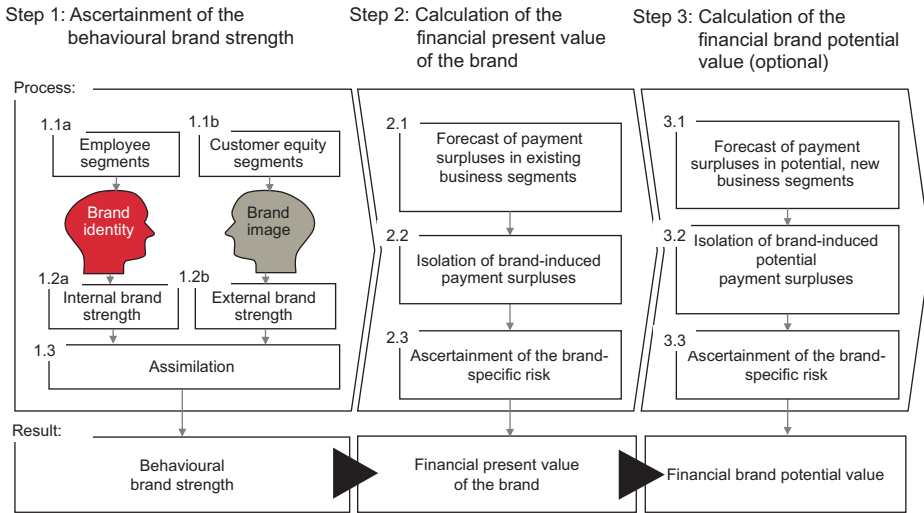 Step 1: Ascertainment of the
behavioural brand strength
Step 2: Calculation of the
financial present value
of the brand
Step 3: Calculation of the
financial brand potential
value (optional)
Process:
1.1a
Employee
segments
1.1b
Customer equity
segments
Brand
identity
Brand
image
1.2a
Internal brand
strength
1.2b
External brand
strength
1.3
Assimilation
2.1
Forecast of payment
surpluses in existing
business segments
2.2
Isolation of brand-induced
payment surpluses
2.3
Ascertainment of the brand-
specific risk
3.1
Forecast of payment
surpluses in potential, new
business segments
3.2
Isolation of brand-induced
potential
payment surpluses
3.3
Ascertainment of the brand-
specific risk
Result:
Behavioural
brand strength
Financial present value
of the brand
Financial brand potential value